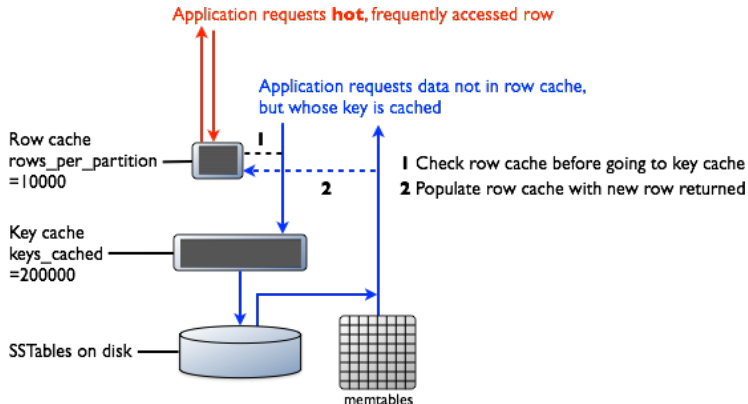 Application requests hot, frequently accessed row
Application requests data not in row cache,
but whose key is cached
Row cache
rows_per_partition
=10000
1
2
1 Check row cache before going to key cache
2 Populate row cache with new row returned
Key cache
keys_cached
=200000
SSTables on disk
memtables